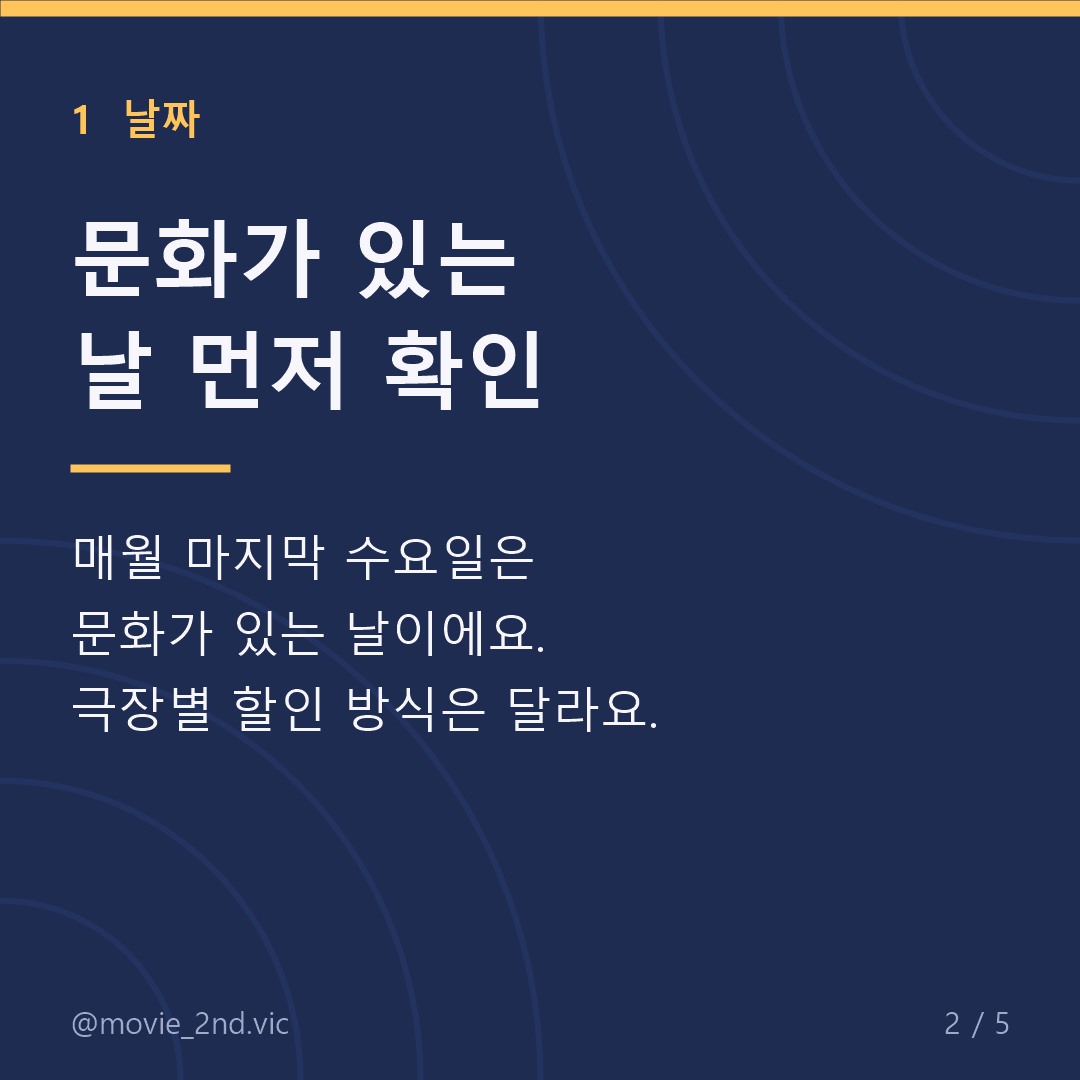 1 날짜
문화가 있는
날 먼저 확인
매월 마지막 수요일은
문화가 있는 날이에요.
극장별 할인 방식은 달라요.
@movie_2nd.vic
2 / 5